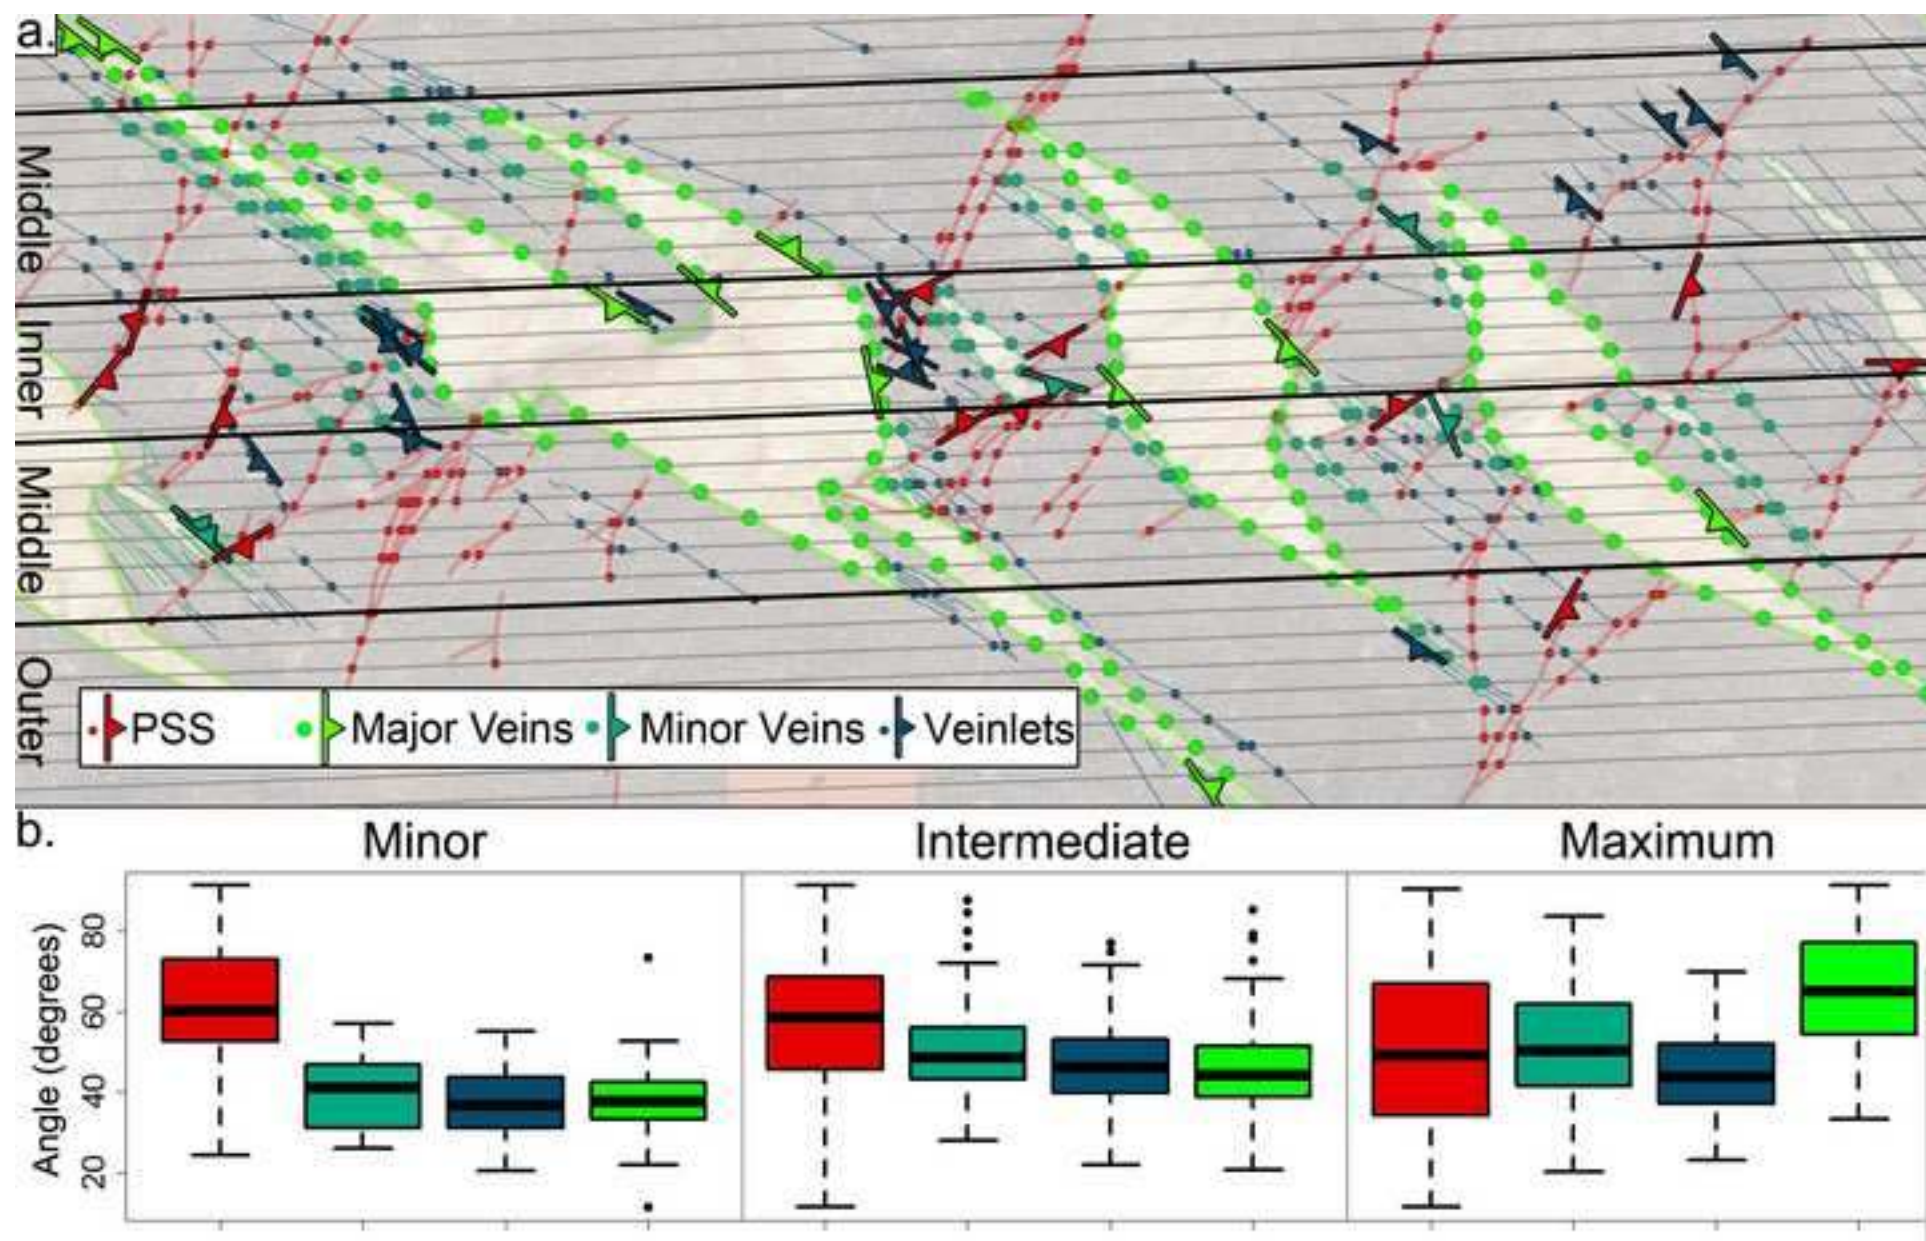 a.
Middle
Inner
Middle
Outer
PSS Major Veins Minor Veins Veinlets
b.
Minor Intermediate Maximum
Angle (degrees)
80
60
40
20